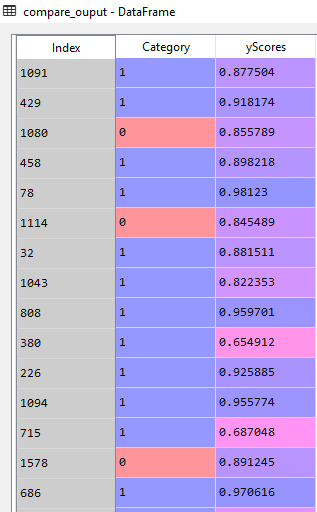 compare_ouput - DataFrame
Index Category yScores
1091 1 0.877504
429 1 0.918174
1080 0 0.855789
458 1 0.898218
78 1 0.98123
1114 0 0.845489
32 1 0.881511
1043 1 0.822353
808 1 0.959701
380 1 0.654912
226 1 0.925885
1094 1 0.955774
715 1 0.687048
1578 0 0.891245
686 1 0.970616